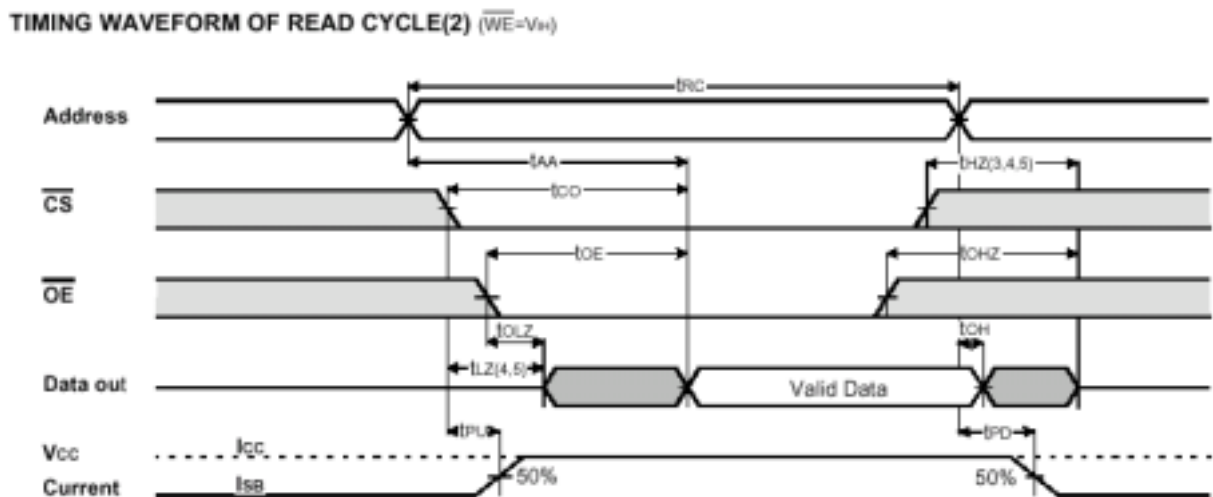 TIMING WAVEFORM OF READ CYCLE(2) (WE=VIH)
tRC
Address
tAA
tHZ(3,4,5)
CS
tCO
tOE
tOHZ
OE
tOLZ
tOH
tLZ(4,5)
Data out
Valid Data
tPU
tPD
VCC
ICC
50%
50%
Current
ISB